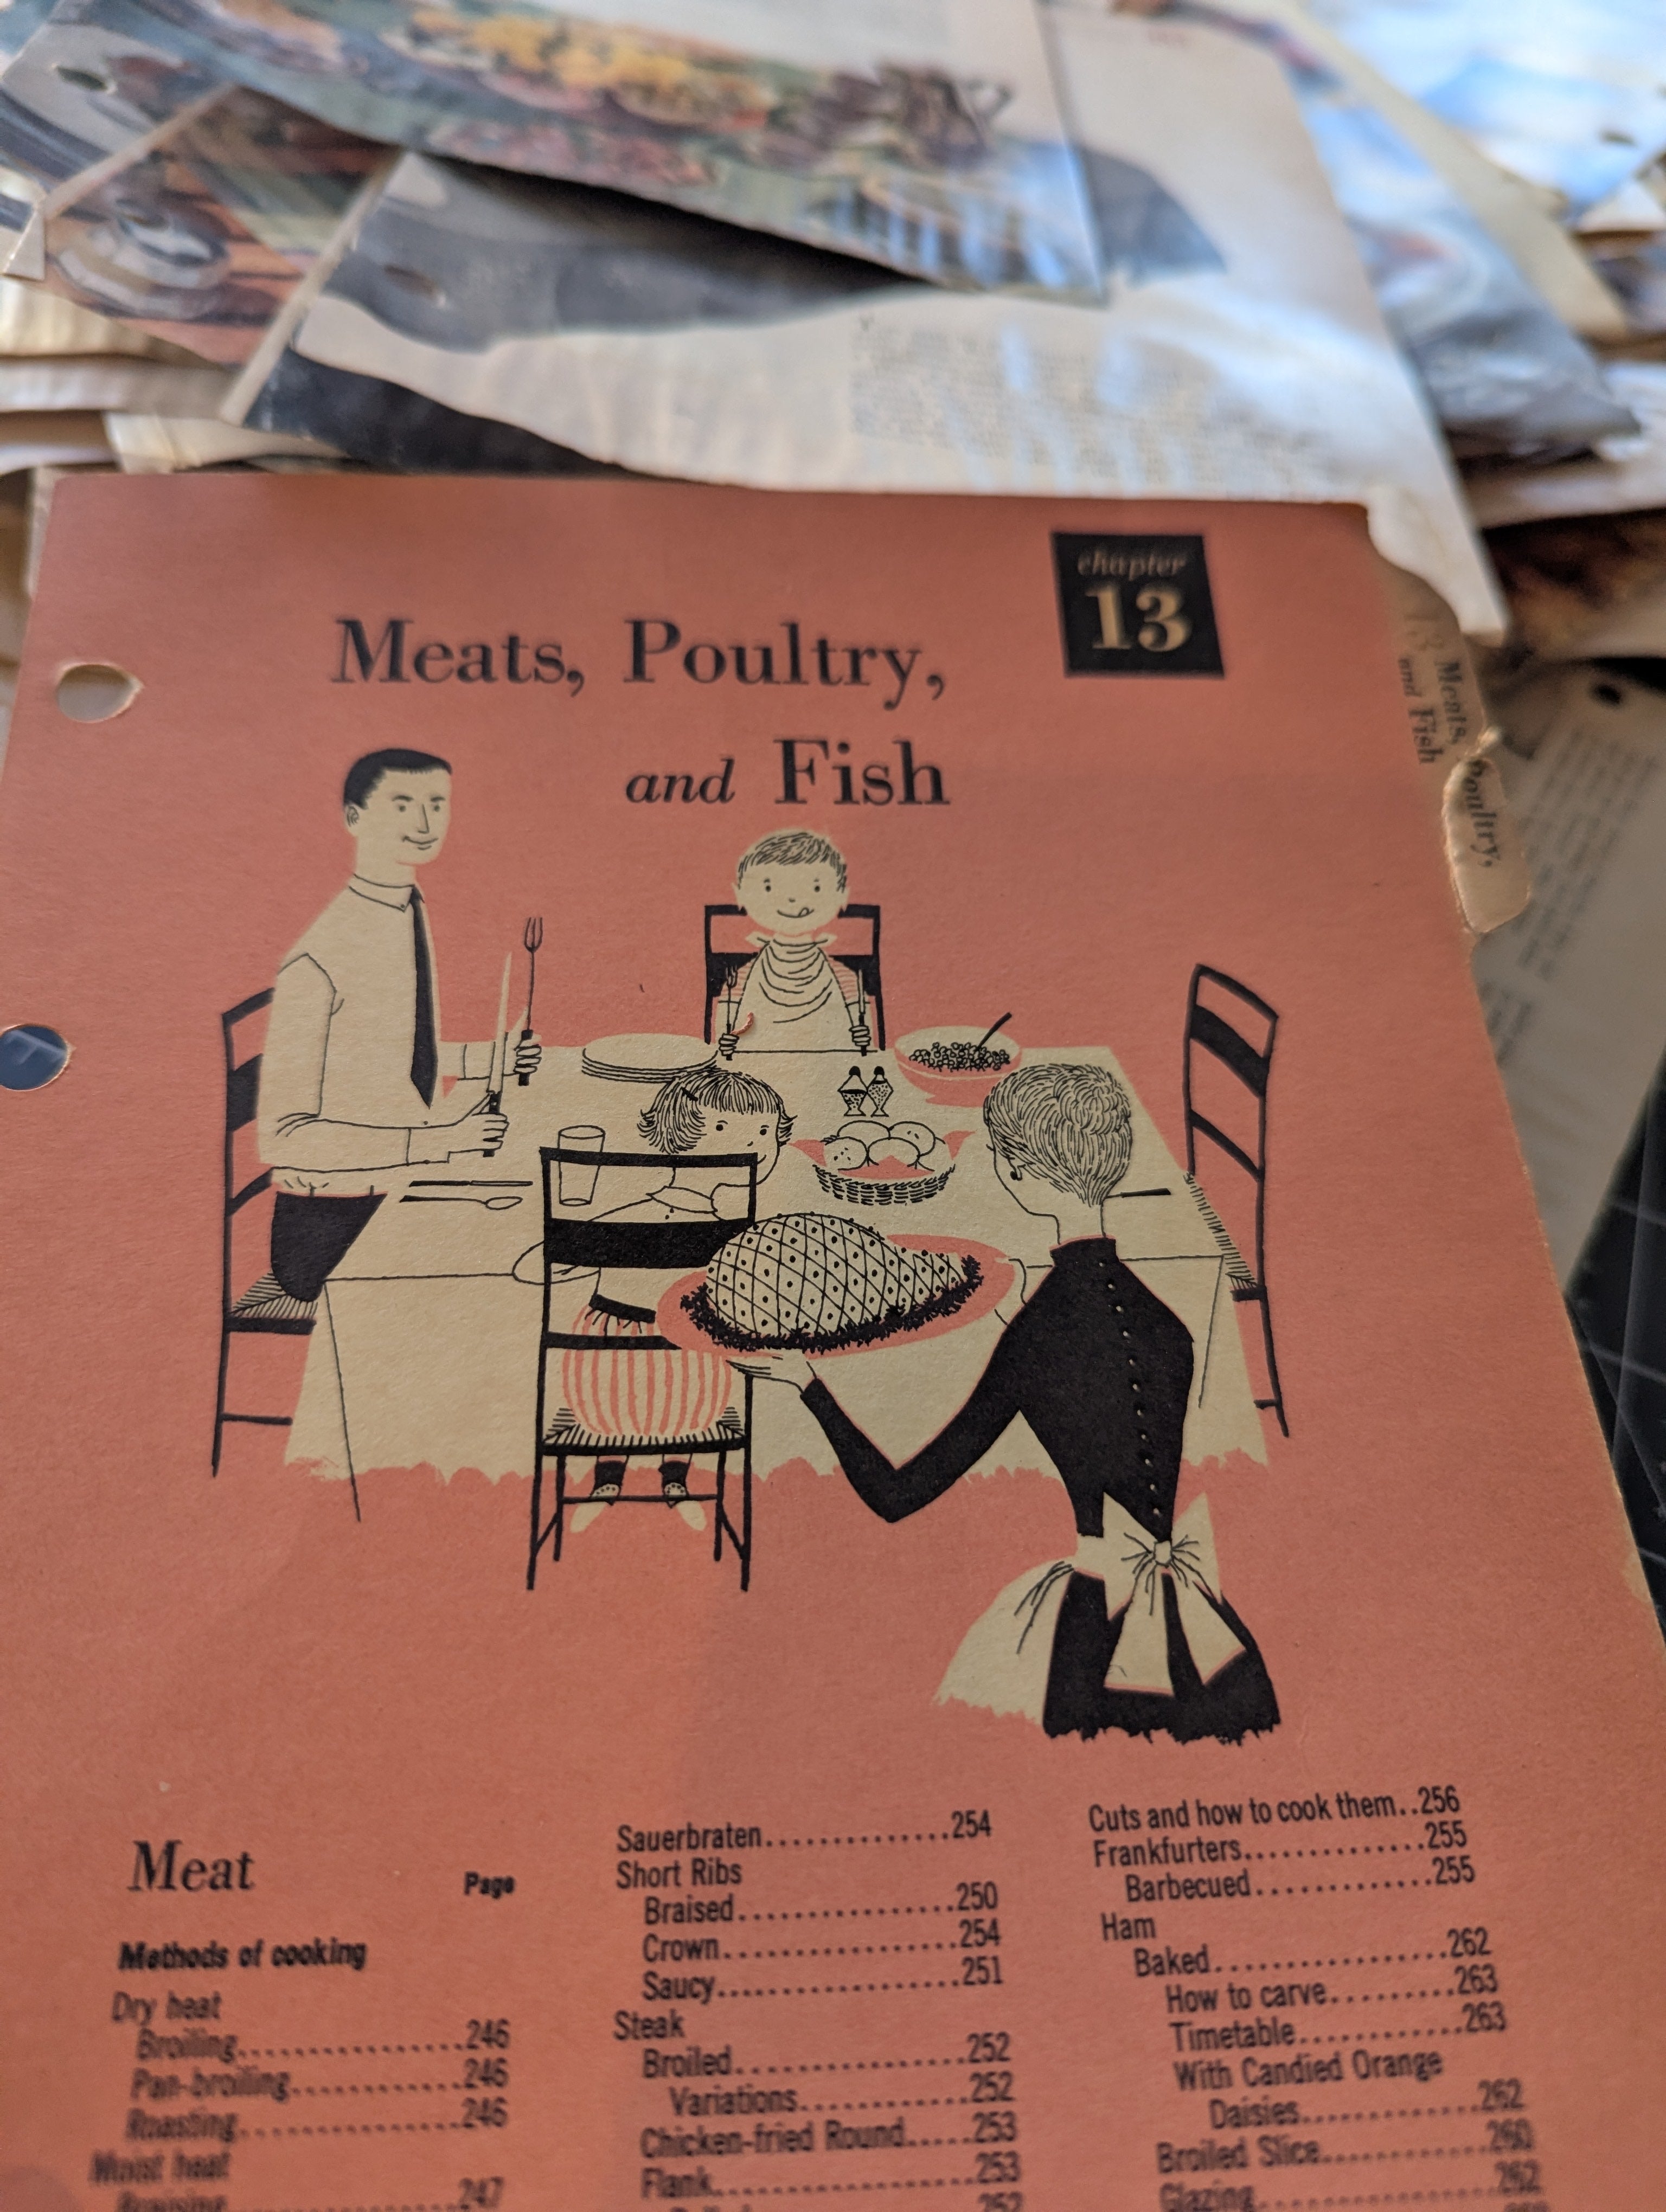 chapter
13
Meats, Poultry,
and Fish
13 Meats, Poultry,
and Fish
Meat
Page
Methods of cooking
Dry heat
Broiling................246
Pan-broiling............246
Roasting................246
Moist heat
Braising................247
Sauerbraten..............254
Short Ribs
Braised................250
Crown..................254
Saucy..................251
Steak
Broiled................252
Variations............252
Chicken-fried Round.....253
Flank..................253
252
Cuts and how to cook them..256
Frankfurters.............255
Barbecued.............255
Ham
Baked.................262
How to carve.........263
Timetable............263
With Candied Orange
Daisies.............262
Broiled Slice............260
Glazing................262